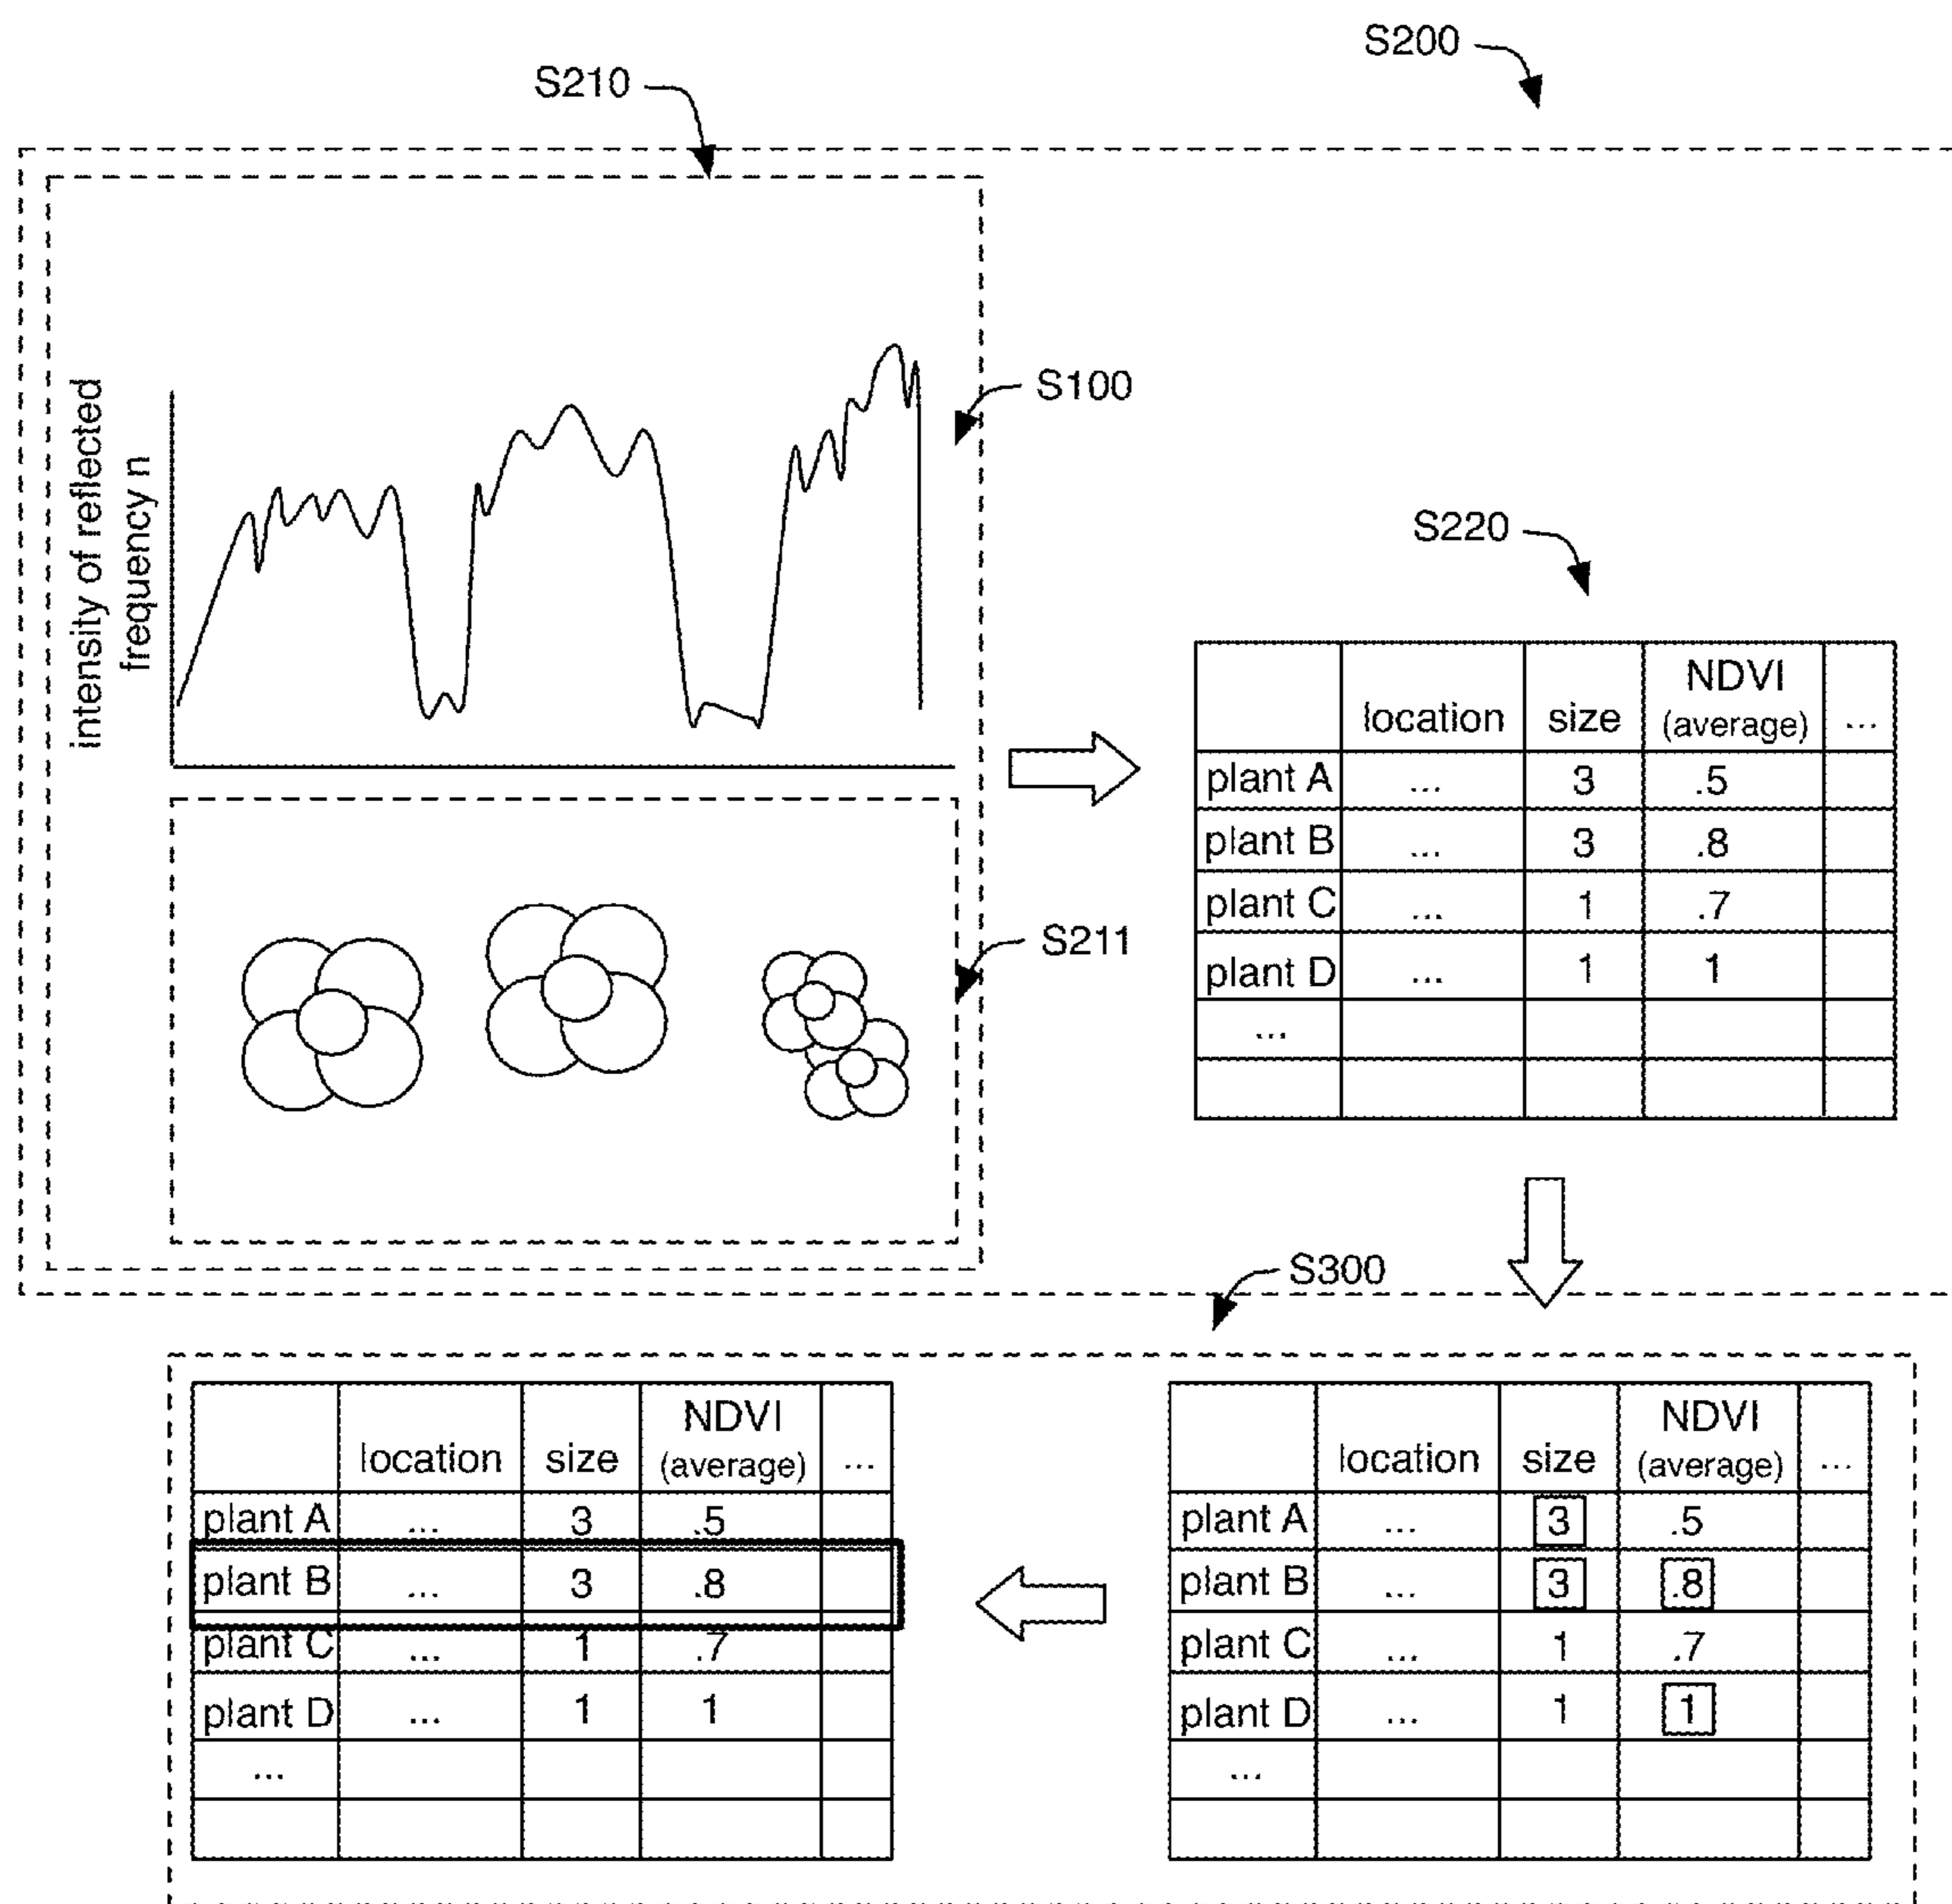 S200
S210
S100
intensity of reflected
frequency n
S220
NDVI
location size (average) ...
plant A ... 3 .5
plant B ... 3 .8
plant C ... 1 .7
plant D ... 1 1
...
S211
S300
NDVI
location size (average) ...
plant A ... 3 .5
plant B ... 3 .8
plant C ... 1 .7
plant D ... 1 1
...
NDVI
location size (average) ...
plant A ... 3 .5
plant B ... 3 .8
plant C ... 1 .7
plant D ... 1 1
...